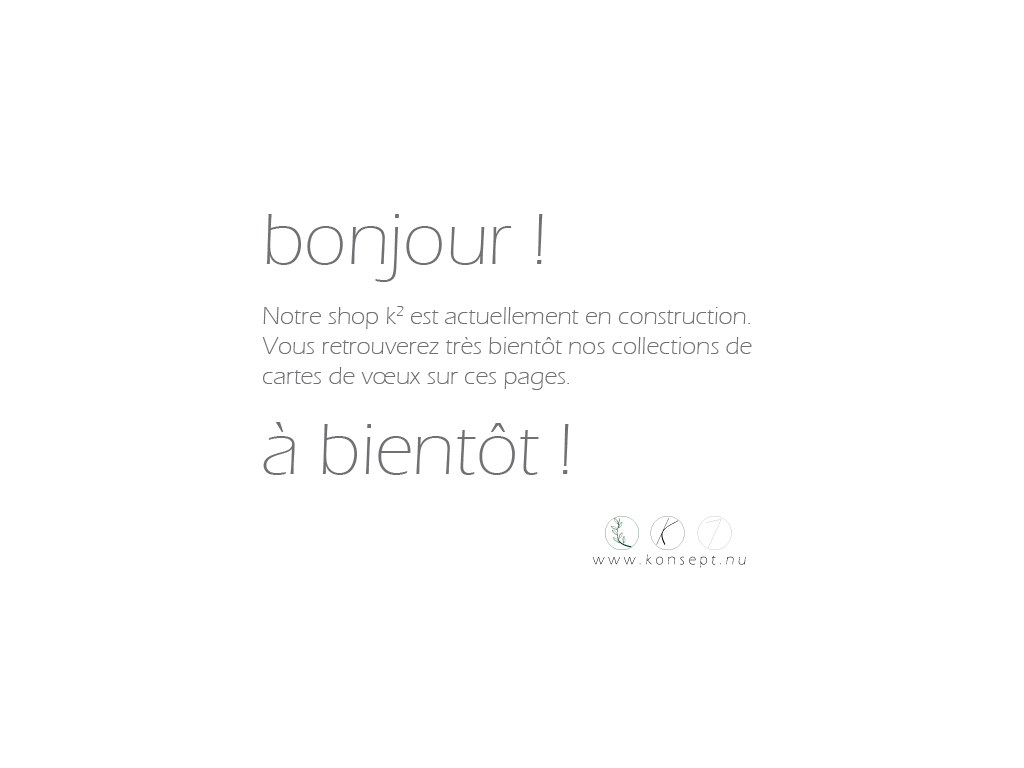 bonjour !
Notre shop k² est actuellement en construction.
Vous retrouverez très bientôt nos collections de
cartes de vœux sur ces pages.
à bientôt !
K 7
www.konsept.nu